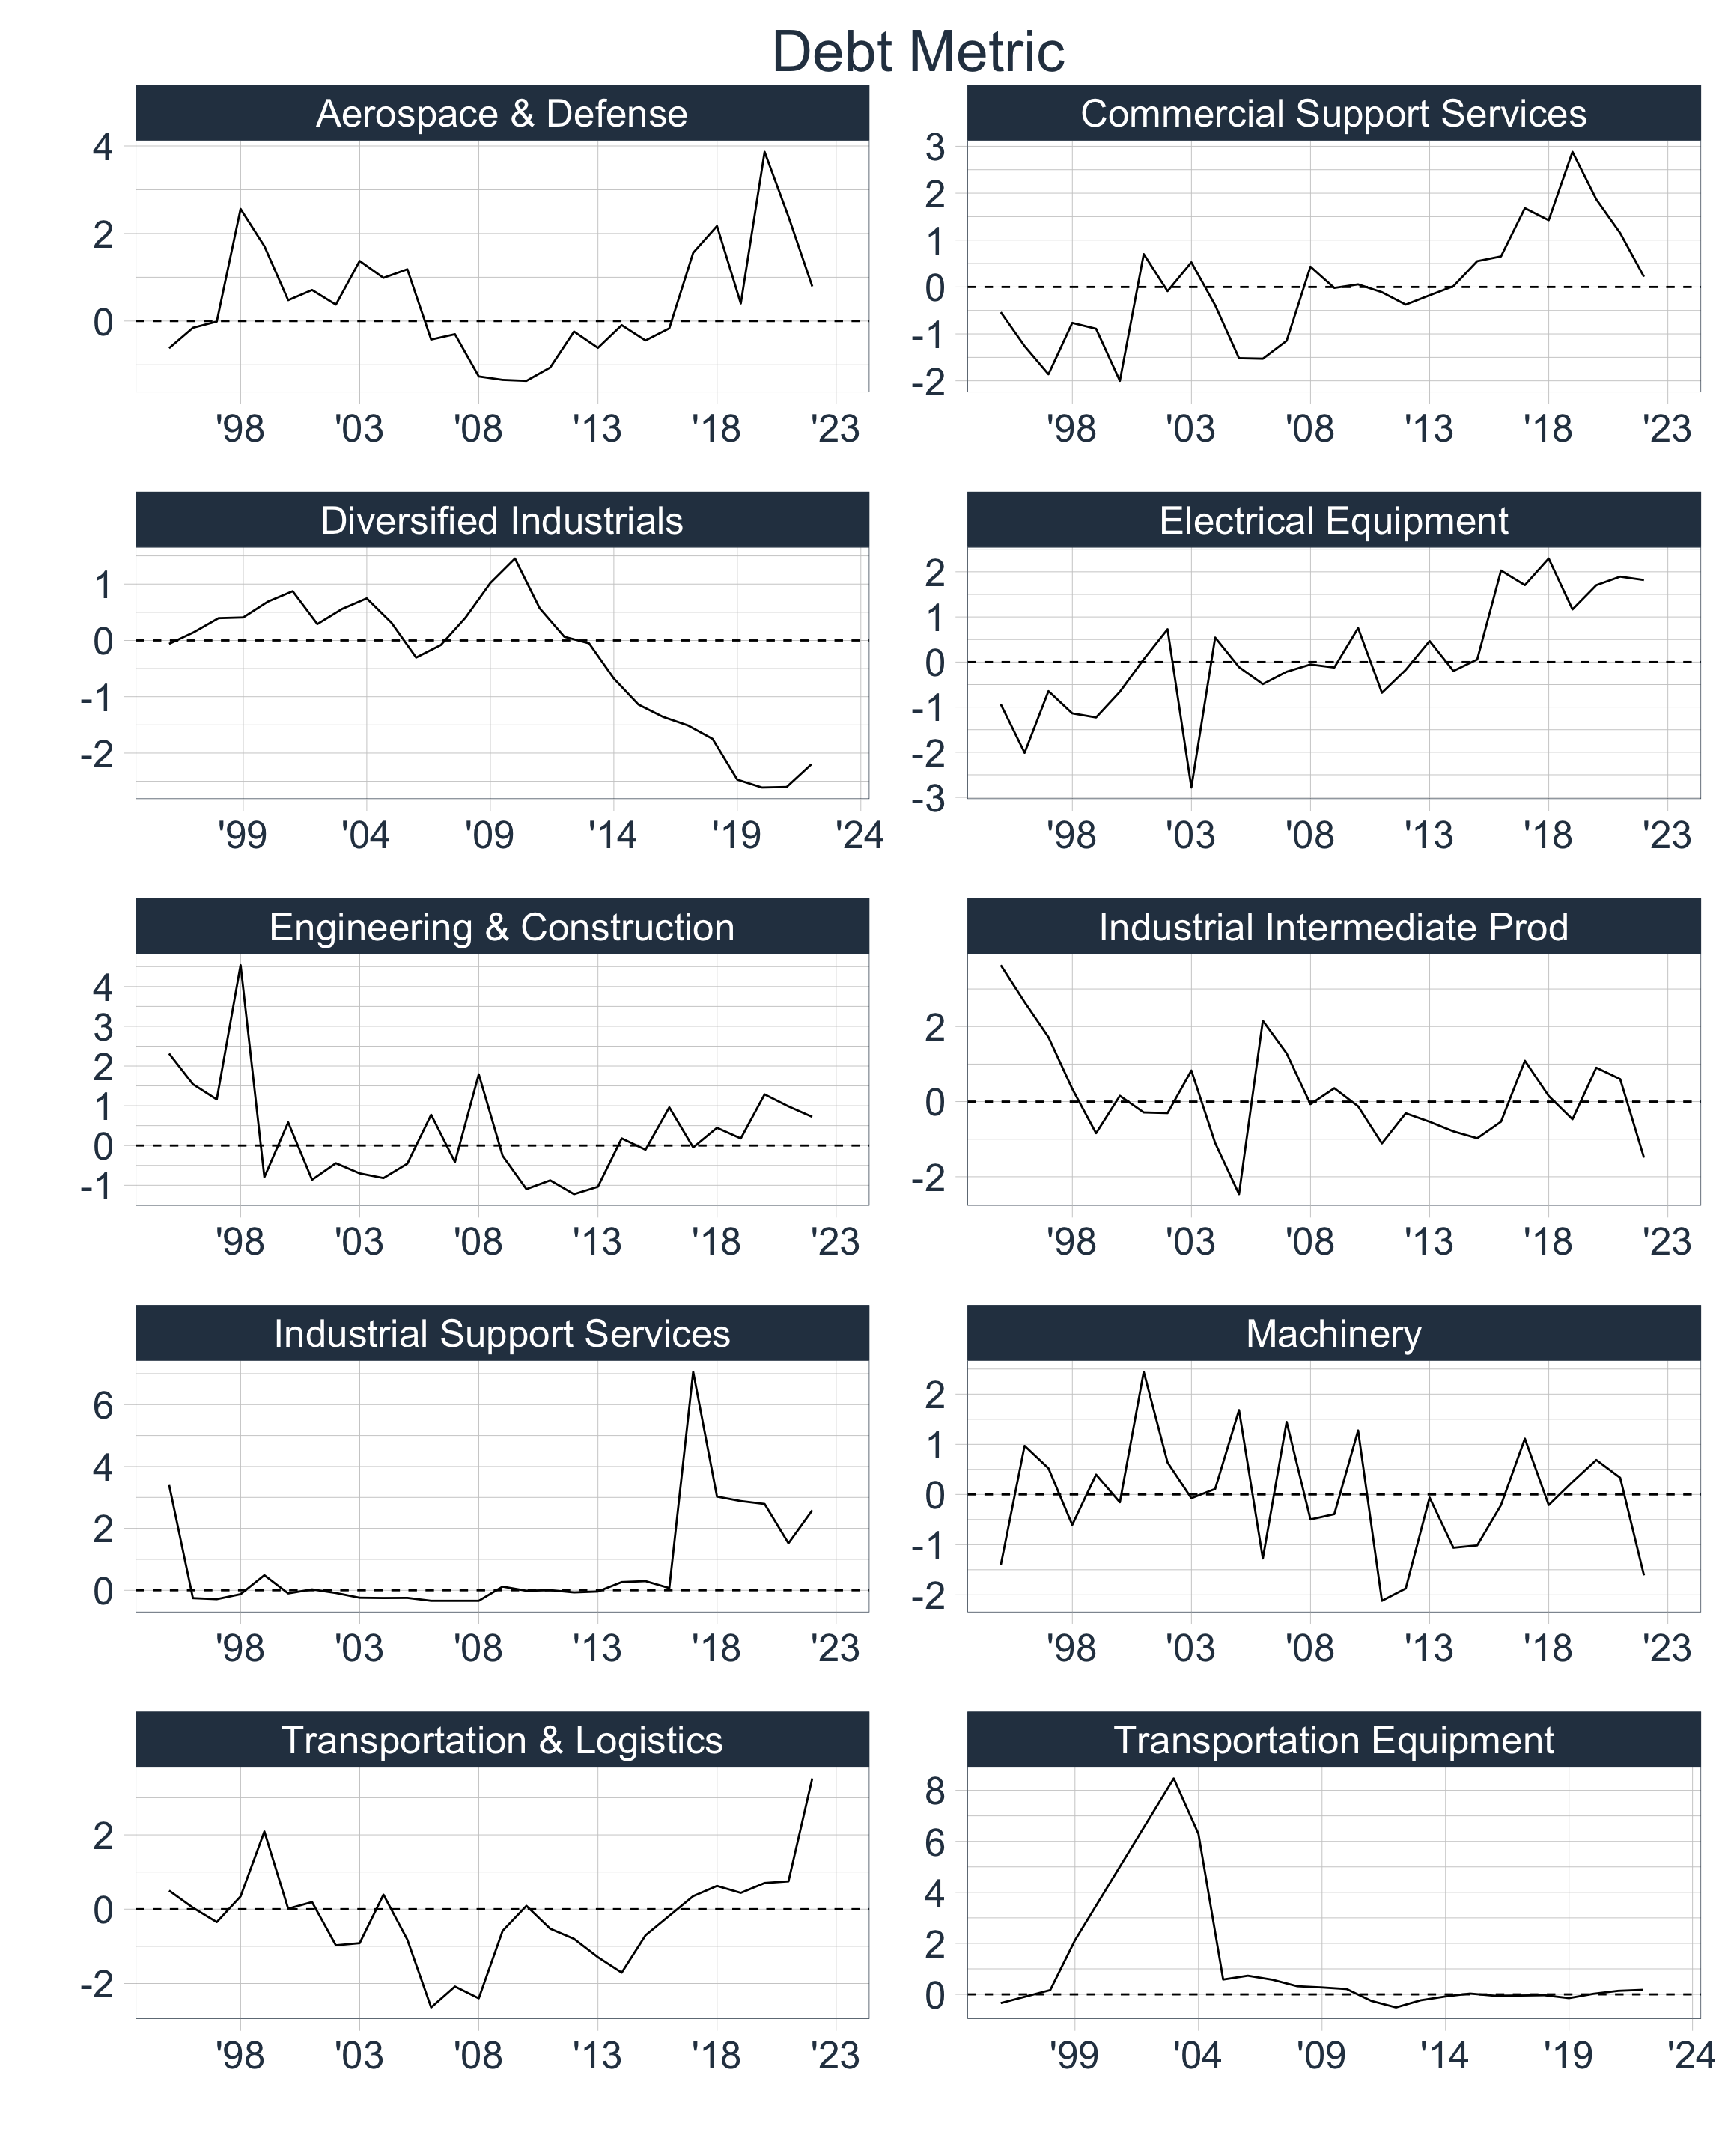 Debt Metric
Aerospace & Defense
4
2
0
'98 '03 '08 '13 '18 '23
Commercial Support Services
3
2
1
0
-1
-2
'98 '03 '08 '13 '18 '23
Diversified Industrials
1
0
-1
-2
'99 '04 '09 '14 '19 '24
Electrical Equipment
2
1
0
-1
-2
-3
'98 '03 '08 '13 '18 '23
Engineering & Construction
4
3
2
1
0
-1
'98 '03 '08 '13 '18 '23
Industrial Intermediate Prod
2
0
-2
'98 '03 '08 '13 '18 '23
Industrial Support Services
6
4
2
0
'98 '03 '08 '13 '18 '23
Machinery
2
1
0
-1
-2
'98 '03 '08 '13 '18 '23
Transportation & Logistics
2
0
-2
'98 '03 '08 '13 '18 '23
Transportation Equipment
8
6
4
2
0
'99 '04 '09 '14 '19 '24